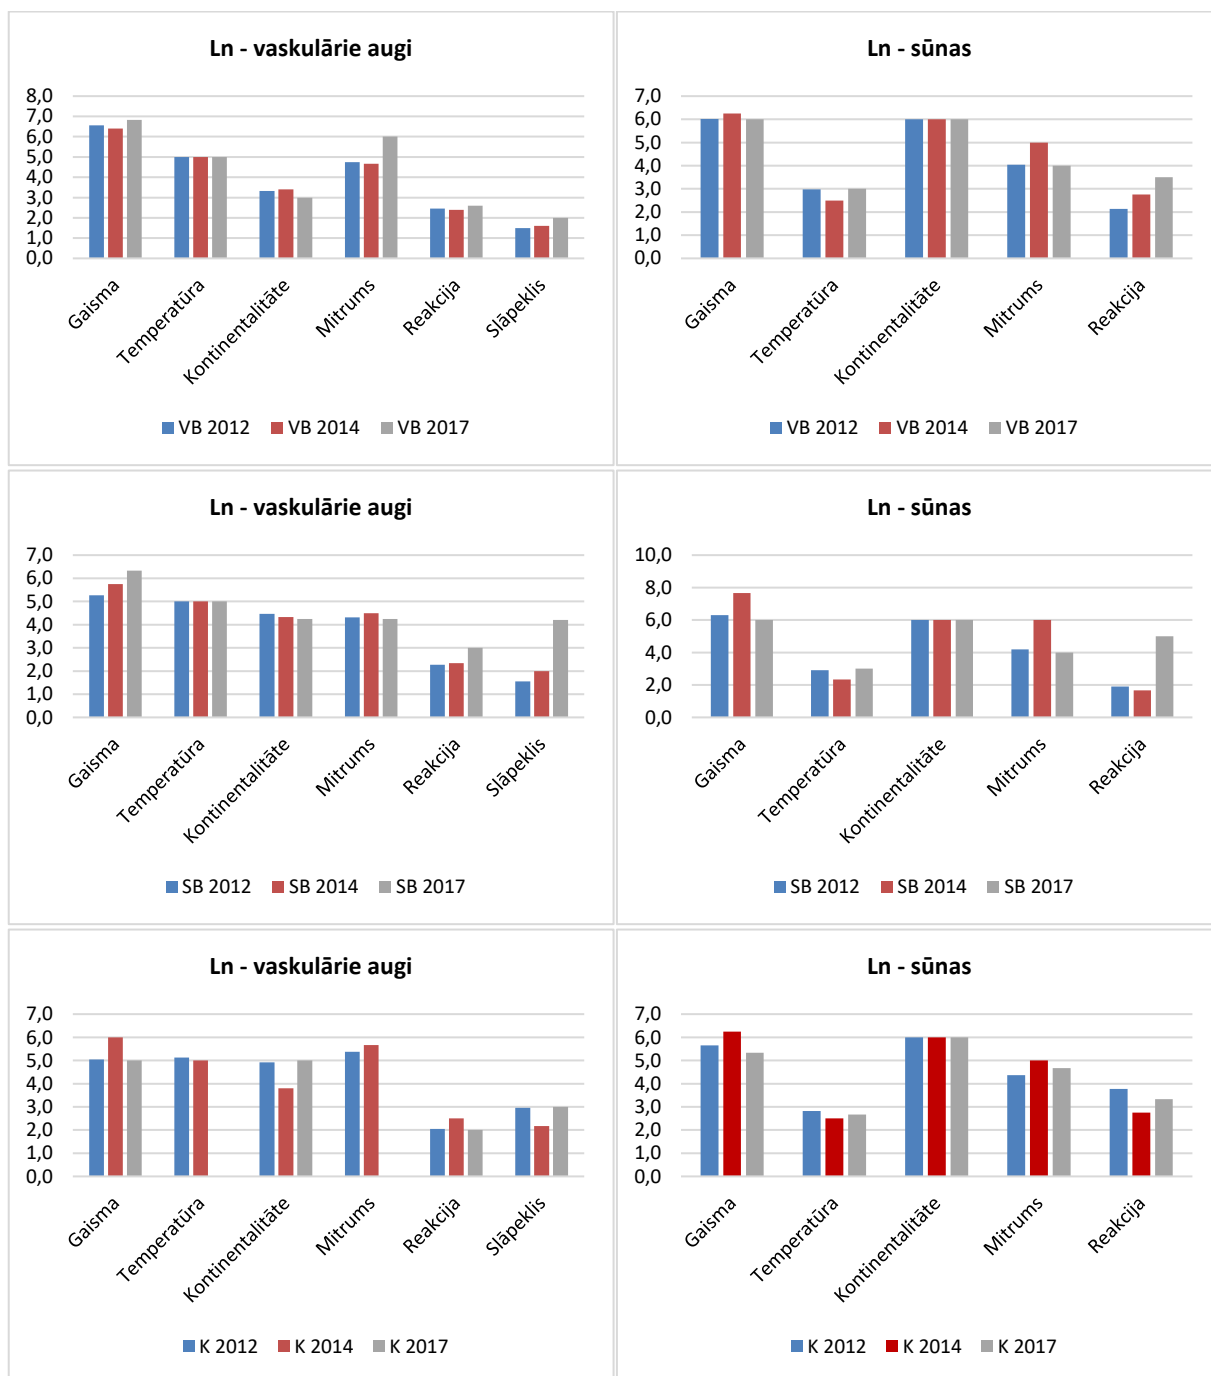 Ln - vaskulārie augi
8,0
7,0
6,0
5,0
4,0
3,0
2,0
1,0
0,0
Gaisma
Temperatūra
Kontinentalitāte
Mitrums
Reakcija
Slāpeklis
VB 2012 VB 2014 VB 2017
Ln - sūnas
7,0
6,0
5,0
4,0
3,0
2,0
1,0
0,0
Gaisma
Temperatūra
Kontinentalitāte
Mitrums
Reakcija
VB 2012 VB 2014 VB 2017
Ln - vaskulārie augi
7,0
6,0
5,0
4,0
3,0
2,0
1,0
0,0
Gaisma
Temperatūra
Kontinentalitāte
Mitrums
Reakcija
Slāpeklis
SB 2012 SB 2014 SB 2017
Ln - sūnas
10,0
8,0
6,0
4,0
2,0
0,0
Gaisma
Temperatūra
Kontinentalitāte
Mitrums
Reakcija
SB 2012 SB 2014 SB 2017
Ln - vaskulārie augi
7,0
6,0
5,0
4,0
3,0
2,0
1,0
0,0
Gaisma
Temperatūra
Kontinentalitāte
Mitrums
Reakcija
Slāpeklis
K 2012 K 2014 K 2017
Ln - sūnas
7,0
6,0
5,0
4,0
3,0
2,0
1,0
0,0
Gaisma
Temperatūra
Kontinentalitāte
Mitrums
Reakcija
K 2012 K 2014 K 2017